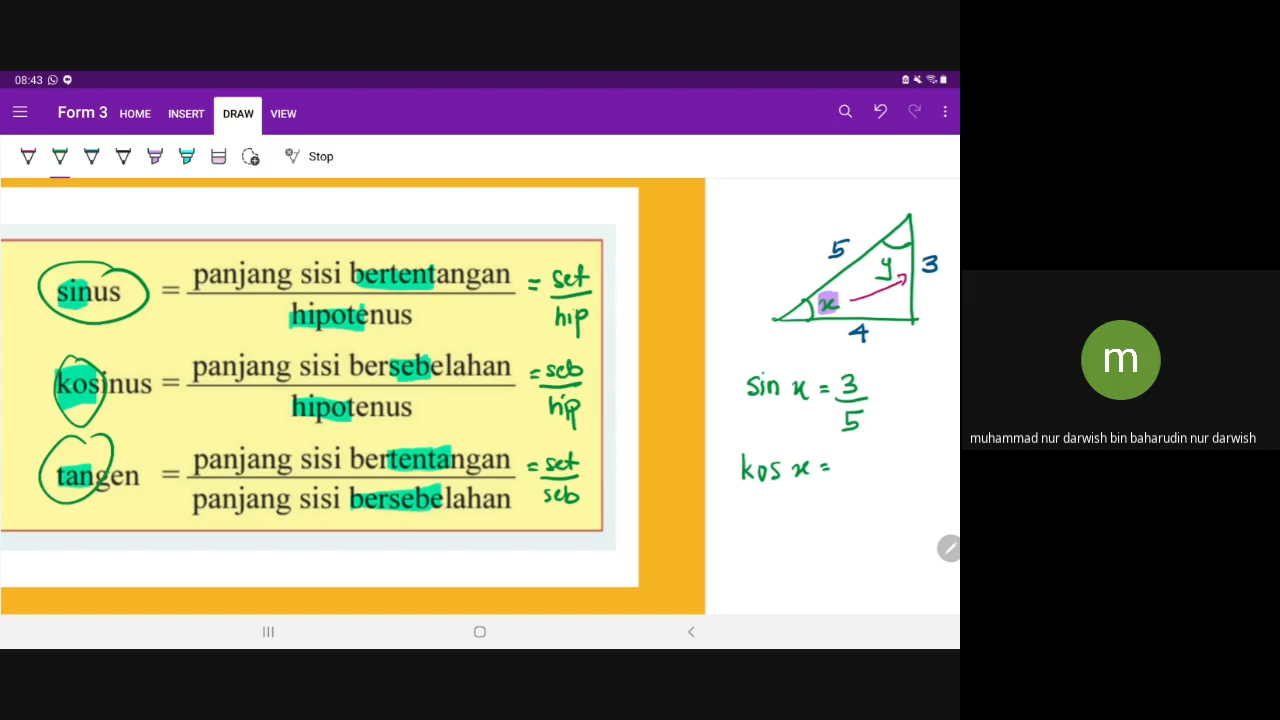 08:43
Form 3 HOME INSERT DRAW VIEW
Stop
sinus = panjang sisi bertentangan / hipotenus = set / hip
kosinus = panjang sisi bersebelahan / hipotenus = seb / hip
tangen = panjang sisi bertentangan / panjang sisi bersebelahan = set / seb
5
y
3
x
4
sin x = 3 / 5
kos x =
m
muhammad nur darwish bin baharudin nur darwish